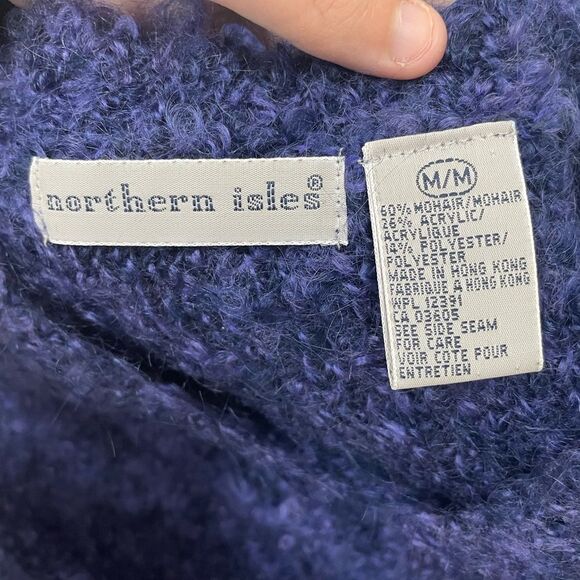 northern isles®
M/M
60% MOHAIR/MOHAIR
26% ACRYLIC/
ACRYLIQUE
14% POLYESTER/
POLYESTER
MADE IN HONG KONG
FABRIQUE A HONG KONG
WPL 12391
CA 03605
SEE SIDE SEAM
FOR CARE
VOIR COTE POUR
ENTRETIEN